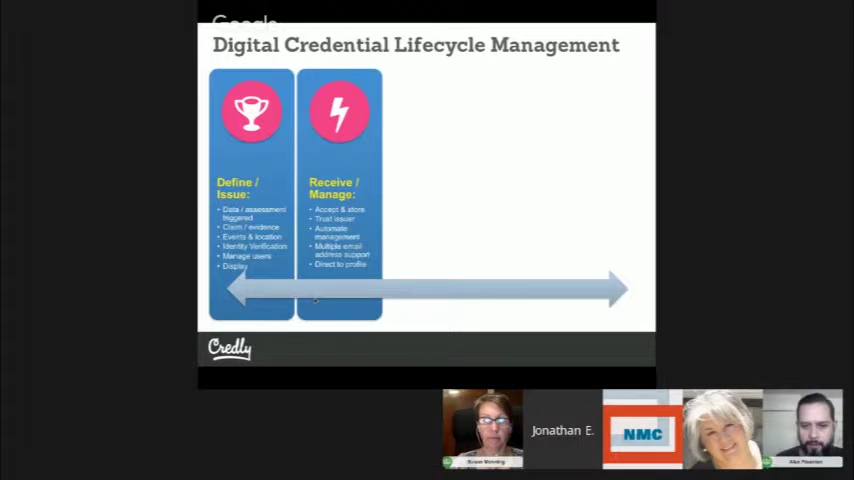 Google
Digital Credential Lifecycle Management
Define /
Issue:
• Data / assessment
triggered
• Claim / evidence
• Events & location
• Identity Verification
• Manage users
• Display
Receive /
Manage:
• Accept & store
• Trust issuer
• Automate
management
• Multiple email
address support
• Direct to profile
Credly
Jonathan E.
NMC